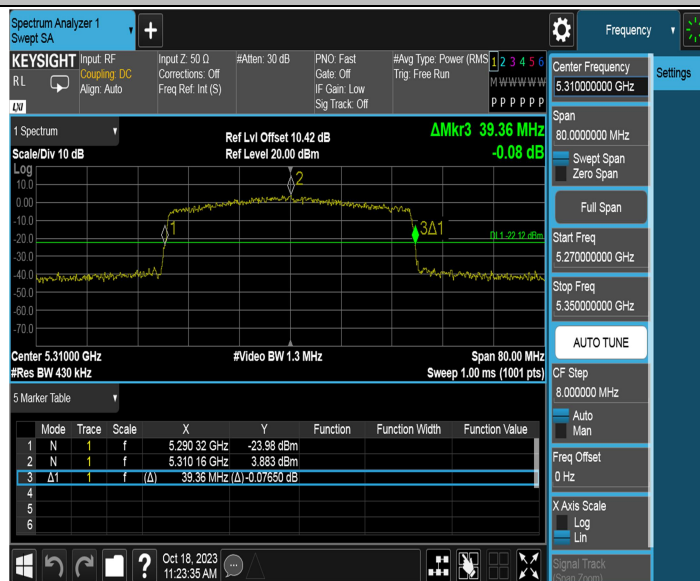 Spectrum Analyzer 1
Swept SA
Frequency
KEYSIGHT
RL
LXI
Input: RF
Coupling: DC
Align: Auto
Input Z: 50 Ω
Corrections: Off
Freq Ref: Int (S)
#Atten: 30 dB
PNO: Fast
Gate: Off
IF Gain: Low
Sig Track: Off
#Avg Type: Power (RMS
Trig: Free Run
1 2 3 4 5 6
M W W W W W
P P P P P P
1 Spectrum
Scale/Div 10 dB
Ref Lvl Offset 10.42 dB
Ref Level 20.00 dBm
ΔMkr3 39.36 MHz
-0.08 dB
Log
10.0
0.00
-10.0
-20.0
-30.0
-40.0
-50.0
-60.0
-70.0
1
2
3Δ1
DL1 -22.12 dBm
Center 5.31000 GHz
#Video BW 1.3 MHz
Span 80.00 MHz
#Res BW 430 kHz
Sweep 1.00 ms (1001 pts)
5 Marker Table
Mode Trace Scale X Y Function Function Width Function Value
1 N 1 f 5.290 32 GHz -23.98 dBm
2 N 1 f 5.310 16 GHz 3.883 dBm
3 Δ1 1 f (Δ) 39.36 MHz (Δ) -0.07650 dB
4
5
6
Oct 18, 2023
11:23:35 AM
Center Frequency
5.310000000 GHz
Settings
Span
80.0000000 MHz
Swept Span
Zero Span
Full Span
Start Freq
5.270000000 GHz
Stop Freq
5.350000000 GHz
AUTO TUNE
CF Step
8.000000 MHz
Auto
Man
Freq Offset
0 Hz
X Axis Scale
Log
Lin
Signal Track
(Span Zoom)